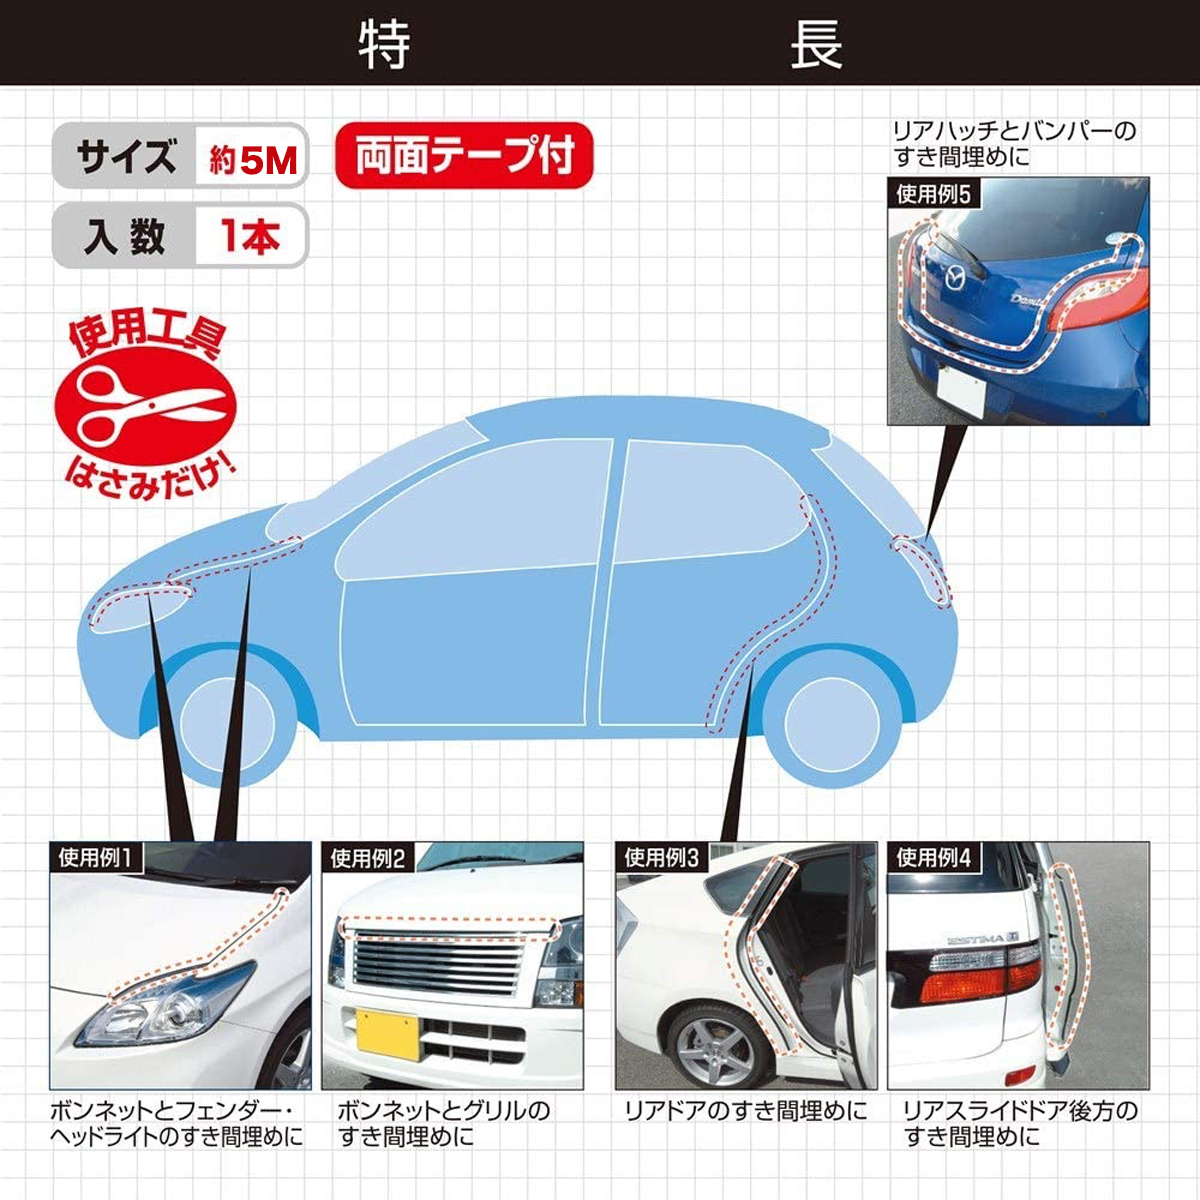 特 長
サイズ 約5M
両面テープ付
入数 1本
使用工具
はさみだけ!
リアハッチとバンパーの
すき間埋めに
使用例5
使用例1
使用例2
使用例3
使用例4
ESTIMA
ボンネットとフェンダー・
ヘッドライトのすき間埋めに
ボンネットとグリルの
すき間埋めに
リアドアのすき間埋めに
リアスライドドア後方の
すき間埋めに